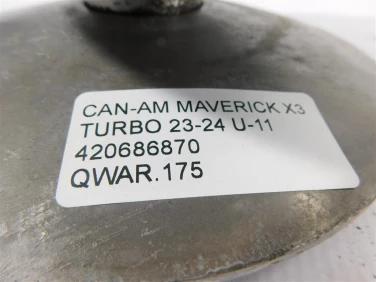 CAN-AM MAVERICK X3
TURBO 23-24 U-11
420686870
QWAR.175